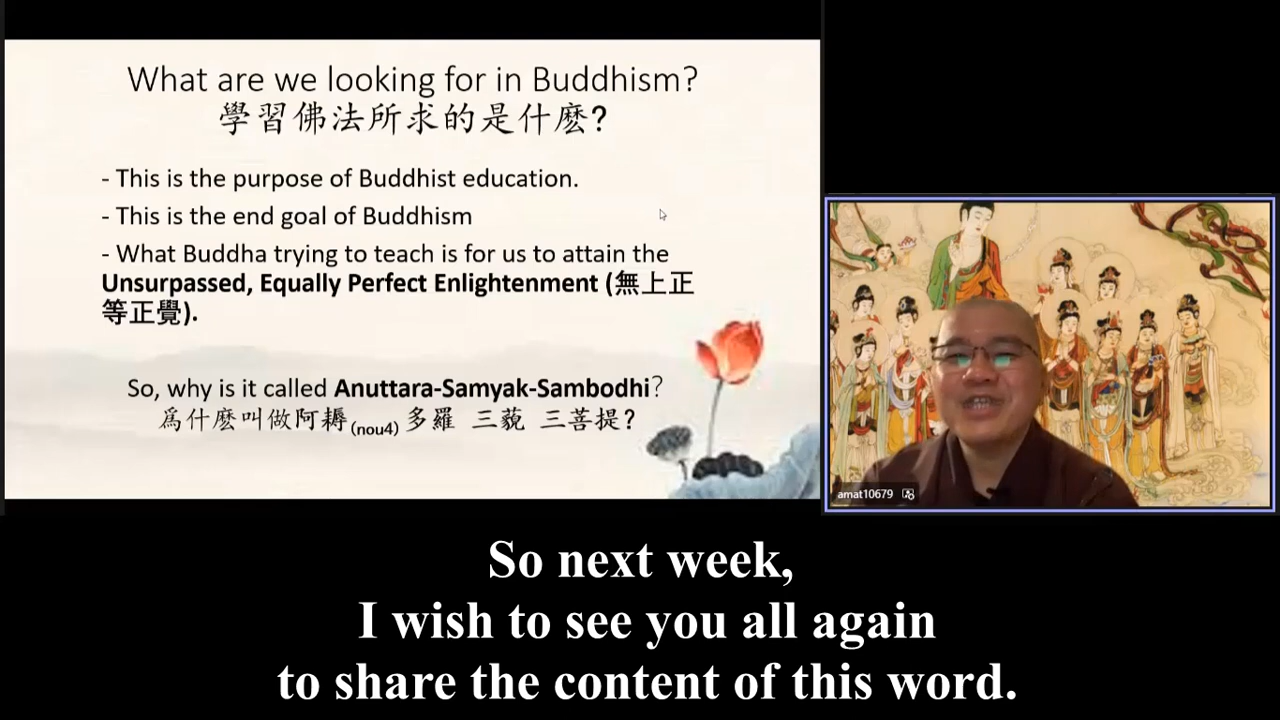 What are we looking for in Buddhism?
學習佛法所求的是什麽?
- This is the purpose of Buddhist education.
- This is the end goal of Buddhism
- What Buddha trying to teach is for us to attain the
Unsurpassed, Equally Perfect Enlightenment (無上正
等正覺).
So, why is it called Anuttara-Samyak-Sambodhi?
爲什麼叫做阿耨(nou4)多羅 三藐 三菩提?
amat10679
So next week,
I wish to see you all again
to share the content of this word.